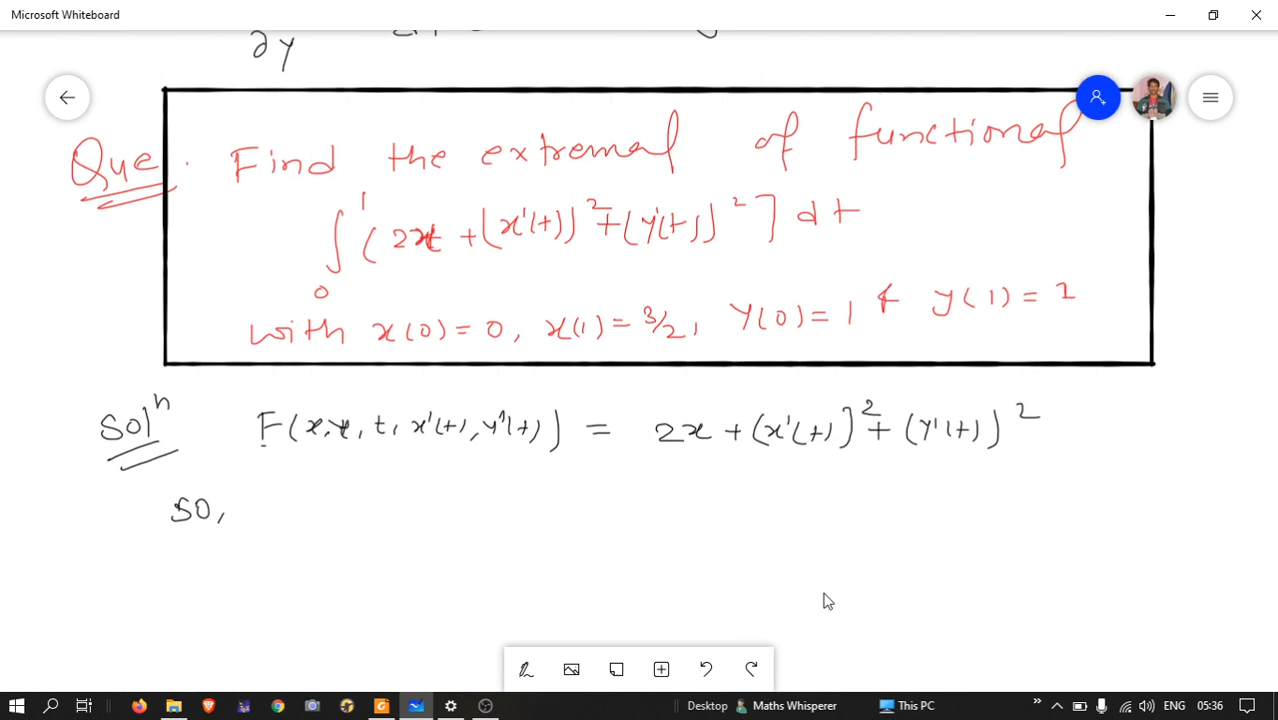 Microsoft Whiteboard
∂y
Que. Find the extremal of functional
∫₀¹ (2x + (x'(t))² + (y'(t))²] dt
with x(0) = 0, x(1) = 3/2, y(0) = 1 & y(1) = 2
Solⁿ F(x, y, t, x'(t), y'(t)) = 2x + (x'(t))² + (y'(t))²
So,
Desktop Maths Whisperer This PC » ENG 05:36